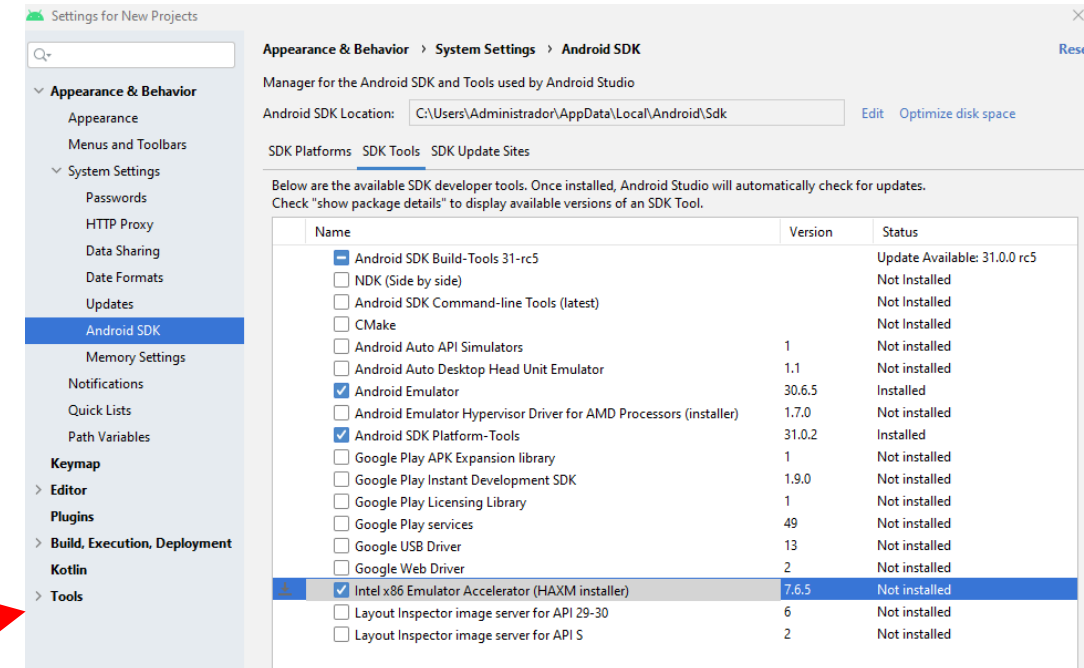 Settings for New Projects
Appearance & Behavior
Appearance
Menus and Toolbars
System Settings
Passwords
HTTP Proxy
Data Sharing
Date Formats
Updates
Android SDK
Memory Settings
Notifications
Quick Lists
Path Variables
Keymap
Editor
Plugins
Build, Execution, Deployment
Kotlin
Tools
Appearance & Behavior › System Settings › Android SDK
Rese
Manager for the Android SDK and Tools used by Android Studio
Android SDK Location: C:\Users\Administrador\AppData\Local\Android\Sdk Edit Optimize disk space
SDK Platforms SDK Tools SDK Update Sites
Below are the available SDK developer tools. Once installed, Android Studio will automatically check for updates.
Check "show package details" to display available versions of an SDK Tool.
Name Version Status
Android SDK Build-Tools 31-rc5 Update Available: 31.0.0 rc5
NDK (Side by side) Not Installed
Android SDK Command-line Tools (latest) Not Installed
CMake Not Installed
Android Auto API Simulators 1 Not installed
Android Auto Desktop Head Unit Emulator 1.1 Not installed
Android Emulator 30.6.5 Installed
Android Emulator Hypervisor Driver for AMD Processors (installer) 1.7.0 Not installed
Android SDK Platform-Tools 31.0.2 Installed
Google Play APK Expansion library 1 Not installed
Google Play Instant Development SDK 1.9.0 Not installed
Google Play Licensing Library 1 Not installed
Google Play services 49 Not installed
Google USB Driver 13 Not installed
Google Web Driver 2 Not installed
Intel x86 Emulator Accelerator (HAXM installer) 7.6.5 Not installed
Layout Inspector image server for API 29-30 6 Not installed
Layout Inspector image server for API S 2 Not installed